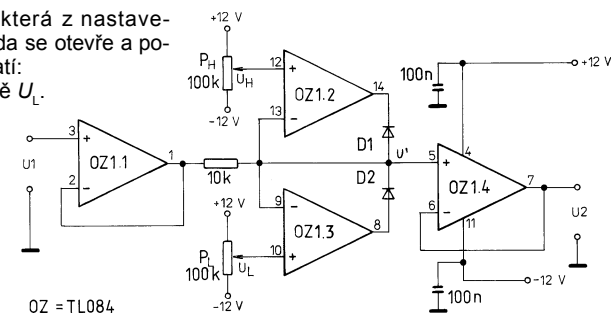 která z nastave-
da se otevře a po-
atí:
ě U_L.
+12 V
P_H
100k
U_H
-12 V
12
+
13
-
14
OZ1.2
100n
+12 V
U1
3
+
2
-
1
OZ1.1
10k
D1
U'
D2
5
+
6
-
4
7
11
OZ1.4
U2
+12 V
P_L
100k
U_L
-12 V
9
-
10
+
8
OZ1.3
-12 V
100n
OZ = TL084